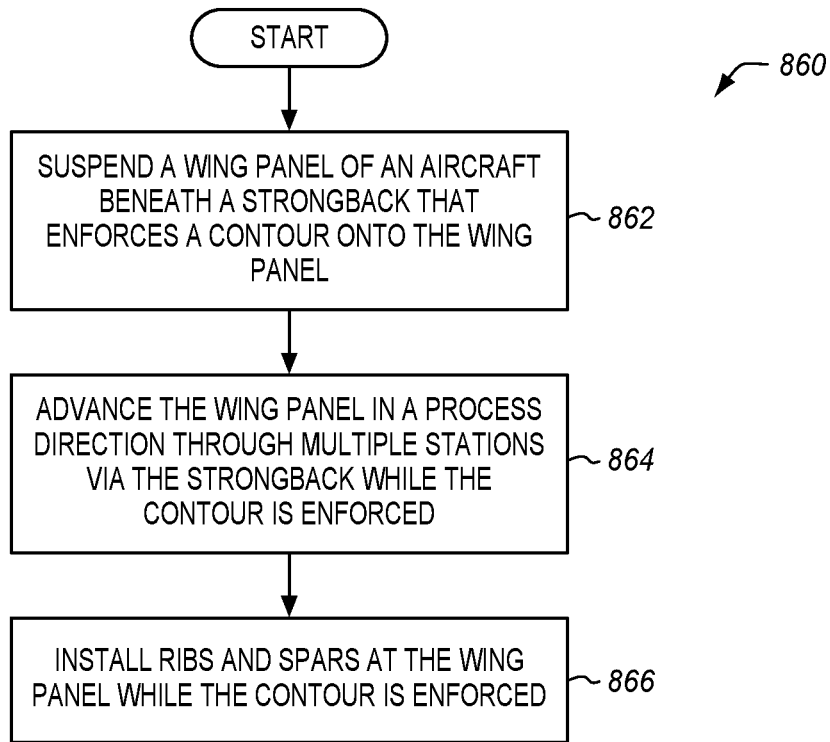 START
860
SUSPEND A WING PANEL OF AN AIRCRAFT
BENEATH A STRONGBACK THAT
ENFORCES A CONTOUR ONTO THE WING
PANEL
862
ADVANCE THE WING PANEL IN A PROCESS
DIRECTION THROUGH MULTIPLE STATIONS
VIA THE STRONGBACK WHILE THE
CONTOUR IS ENFORCED
864
INSTALL RIBS AND SPARS AT THE WING
PANEL WHILE THE CONTOUR IS ENFORCED
866